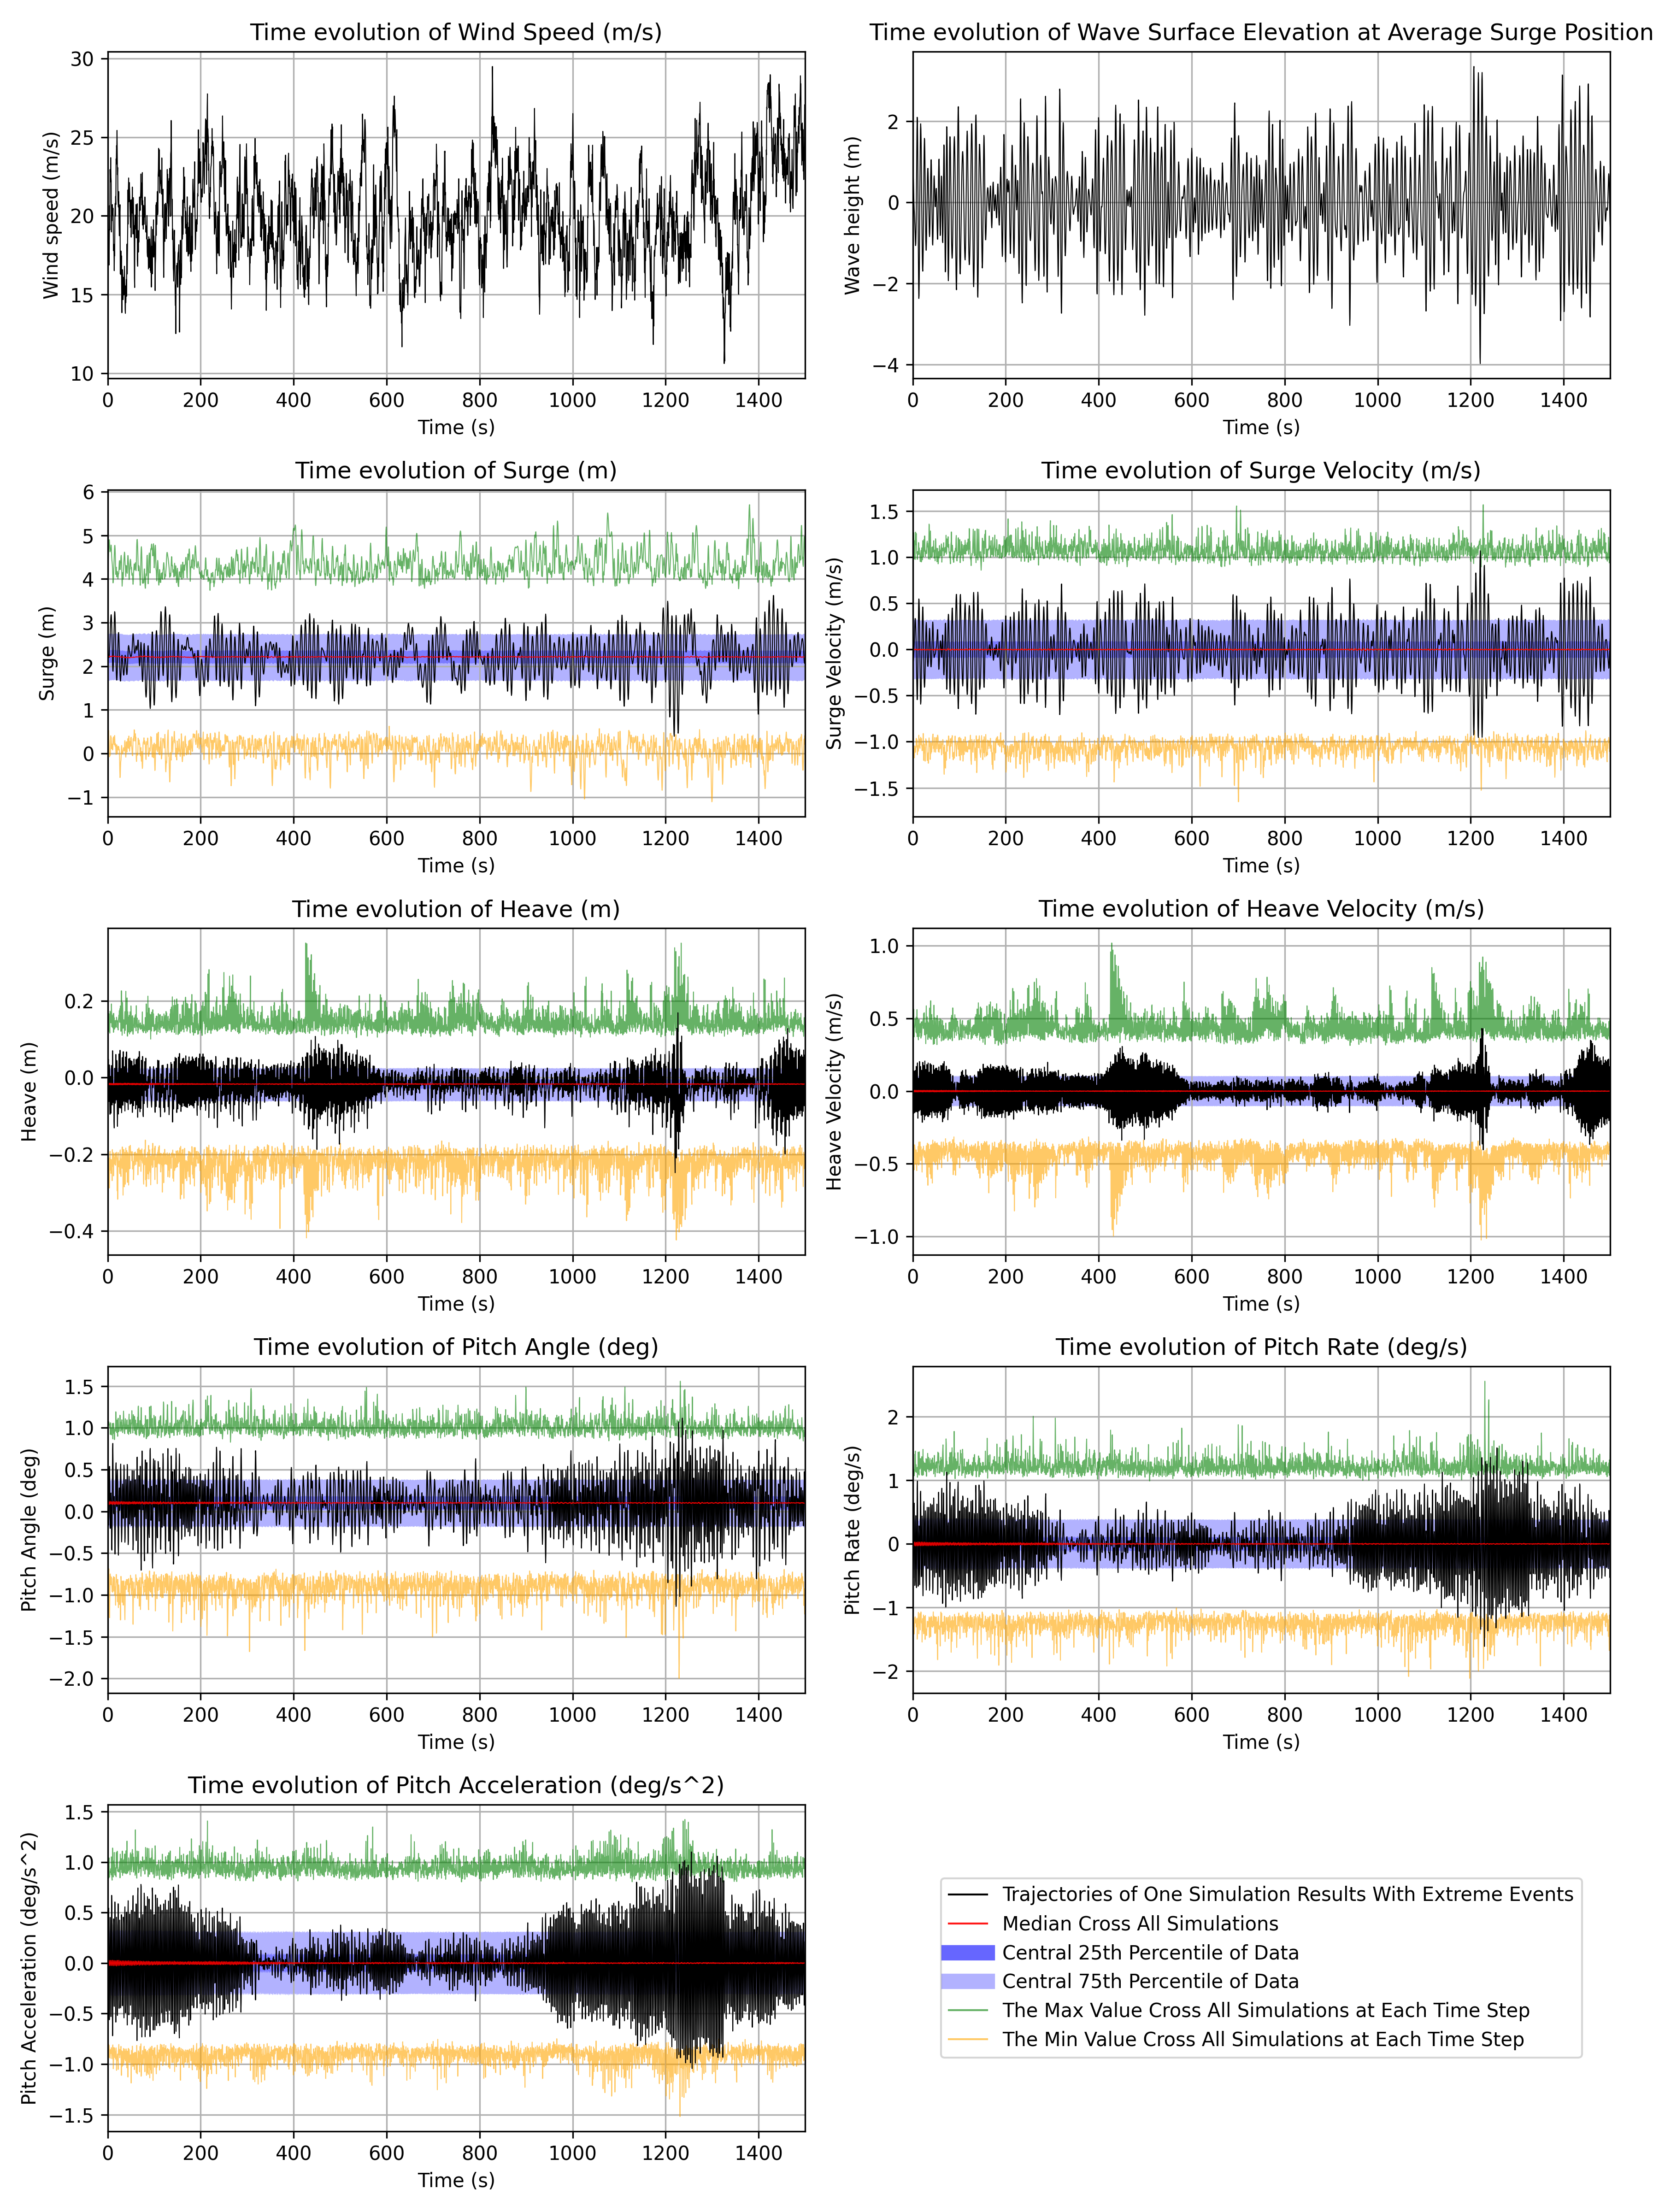 Time evolution of Wind Speed (m/s)
30
25
20
15
10
Wind speed (m/s)
0 200 400 600 800 1000 1200 1400
Time (s)
Time evolution of Wave Surface Elevation at Average Surge Position
2
0
−2
−4
Wave height (m)
0 200 400 600 800 1000 1200 1400
Time (s)
Time evolution of Surge (m)
6
5
4
3
2
1
0
−1
Surge (m)
0 200 400 600 800 1000 1200 1400
Time (s)
Time evolution of Surge Velocity (m/s)
1.5
1.0
0.5
0.0
−0.5
−1.0
−1.5
Surge Velocity (m/s)
0 200 400 600 800 1000 1200 1400
Time (s)
Time evolution of Heave (m)
0.2
0.0
−0.2
−0.4
Heave (m)
0 200 400 600 800 1000 1200 1400
Time (s)
Time evolution of Heave Velocity (m/s)
1.0
0.5
0.0
−0.5
−1.0
Heave Velocity (m/s)
0 200 400 600 800 1000 1200 1400
Time (s)
Time evolution of Pitch Angle (deg)
1.5
1.0
0.5
0.0
−0.5
−1.0
−1.5
−2.0
Pitch Angle (deg)
0 200 400 600 800 1000 1200 1400
Time (s)
Time evolution of Pitch Rate (deg/s)
2
1
0
−1
−2
Pitch Rate (deg/s)
0 200 400 600 800 1000 1200 1400
Time (s)
Time evolution of Pitch Acceleration (deg/s^2)
1.5
1.0
0.5
0.0
−0.5
−1.0
−1.5
Pitch Acceleration (deg/s^2)
0 200 400 600 800 1000 1200 1400
Time (s)
Trajectories of One Simulation Results With Extreme Events
Median Cross All Simulations
Central 25th Percentile of Data
Central 75th Percentile of Data
The Max Value Cross All Simulations at Each Time Step
The Min Value Cross All Simulations at Each Time Step